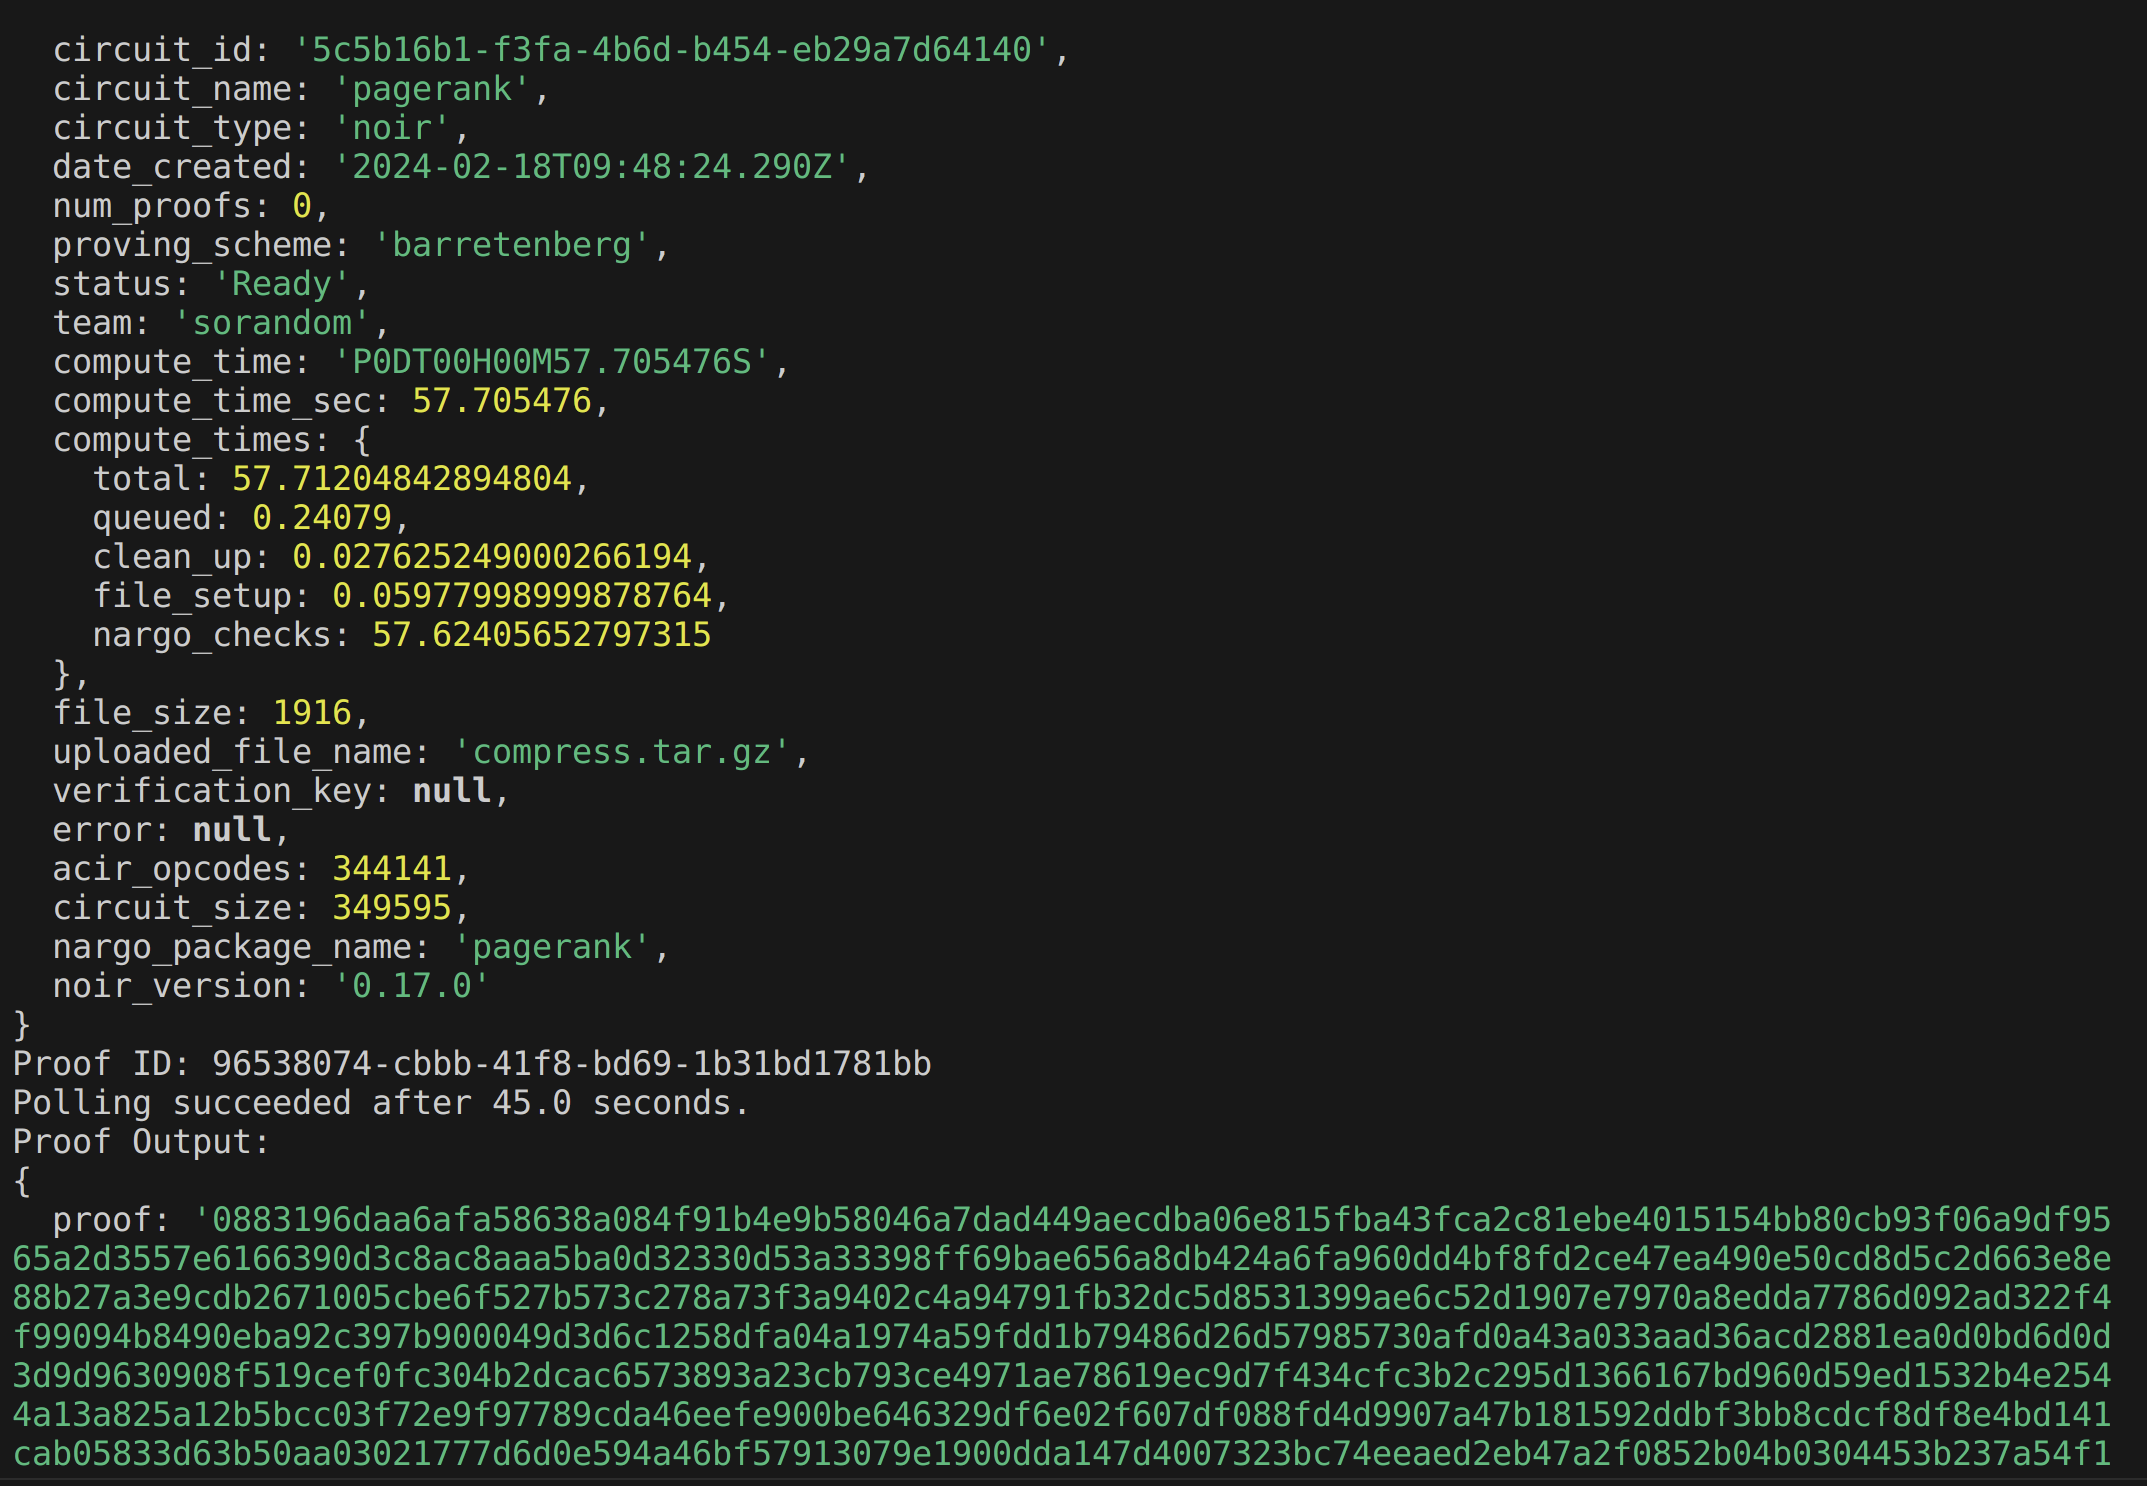 circuit_id: '5c5b16b1-f3fa-4b6d-b454-eb29a7d64140',
circuit_name: 'pagerank',
circuit_type: 'noir',
date_created: '2024-02-18T09:48:24.290Z',
num_proofs: 0,
proving_scheme: 'barretenberg',
status: 'Ready',
team: 'sorandom',
compute_time: 'P0DT00H00M57.705476S',
compute_time_sec: 57.705476,
compute_times: {
total: 57.71204842894804,
queued: 0.24079,
clean_up: 0.027625249000266194,
file_setup: 0.05977998999878764,
nargo_checks: 57.62405652797315
},
file_size: 1916,
uploaded_file_name: 'compress.tar.gz',
verification_key: null,
error: null,
acir_opcodes: 344141,
circuit_size: 349595,
nargo_package_name: 'pagerank',
noir_version: '0.17.0'
}
Proof ID: 96538074-cbbb-41f8-bd69-1b31bd1781bb
Polling succeeded after 45.0 seconds.
Proof Output:
{
proof: '0883196daa6afa58638a084f91b4e9b58046a7dad449aecdba06e815fba43fca2c81ebe4015154bb80cb93f06a9df95
65a2d3557e6166390d3c8ac8aaa5ba0d32330d53a33398ff69bae656a8db424a6fa960dd4bf8fd2ce47ea490e50cd8d5c2d663e8e
88b27a3e9cdb2671005cbe6f527b573c278a73f3a9402c4a94791fb32dc5d8531399ae6c52d1907e7970a8edda7786d092ad322f4
f99094b8490eba92c397b900049d3d6c1258dfa04a1974a59fdd1b79486d26d57985730afd0a43a033aad36acd2881ea0d0bd6d0d
3d9d9630908f519cef0fc304b2dcac6573893a23cb793ce4971ae78619ec9d7f434cfc3b2c295d1366167bd960d59ed1532b4e254
4a13a825a12b5bcc03f72e9f97789cda46eefe900be646329df6e02f607df088fd4d9907a47b181592ddbf3bb8cdcf8df8e4bd141
cab05833d63b50aa03021777d6d0e594a46bf57913079e1900dda147d4007323bc74eeaed2eb47a2f0852b04b0304453b237a54f1